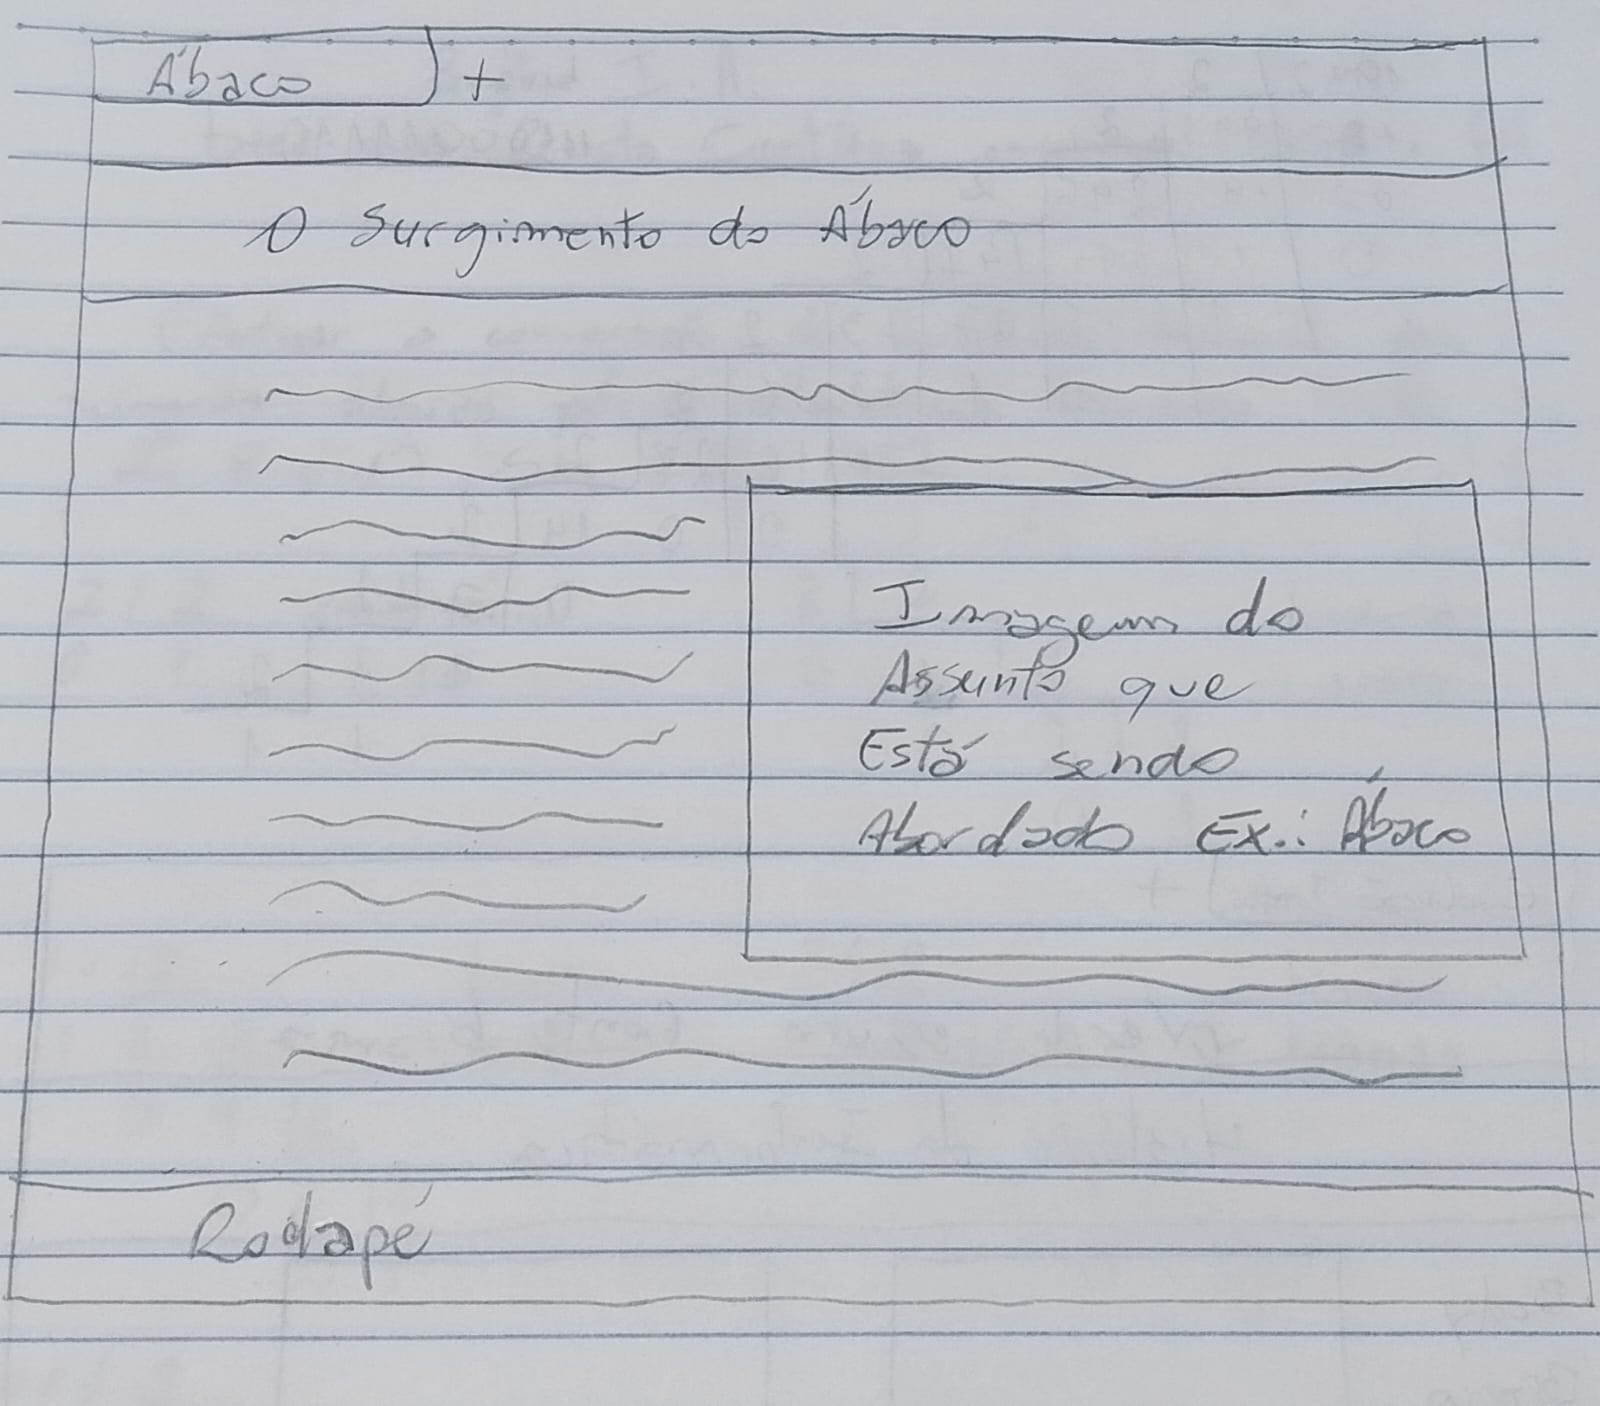 Ábaco +
O Surgimento do Ábaco
Imagem do
Assunto que
Está sendo
Abordado Ex.: Ábaco
Rodapé